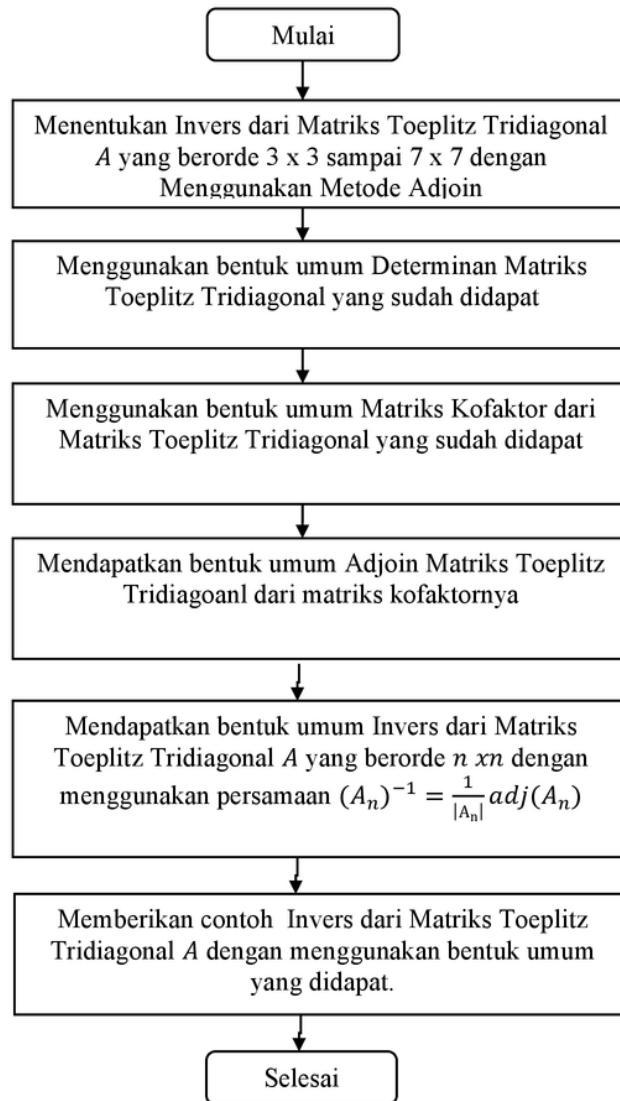 Mulai
Menentukan Invers dari Matriks Toeplitz Tridiagonal
A yang berorde 3 x 3 sampai 7 x 7 dengan
Menggunakan Metode Adjoin
Menggunakan bentuk umum Determinan Matriks
Toeplitz Tridiagonal yang sudah didapat
Menggunakan bentuk umum Matriks Kofaktor dari
Matriks Toeplitz Tridiagonal yang sudah didapat
Mendapatkan bentuk umum Adjoin Matriks Toeplitz
Tridiagoanl dari matriks kofaktornya
Mendapatkan bentuk umum Invers dari Matriks
Toeplitz Tridiagonal A yang berorde n xn dengan
menggunakan persamaan (Aₙ)⁻¹ = 1/|Aₙ| adj(Aₙ)
Memberikan contoh Invers dari Matriks Toeplitz
Tridiagonal A dengan menggunakan bentuk umum
yang didapat.
Selesai